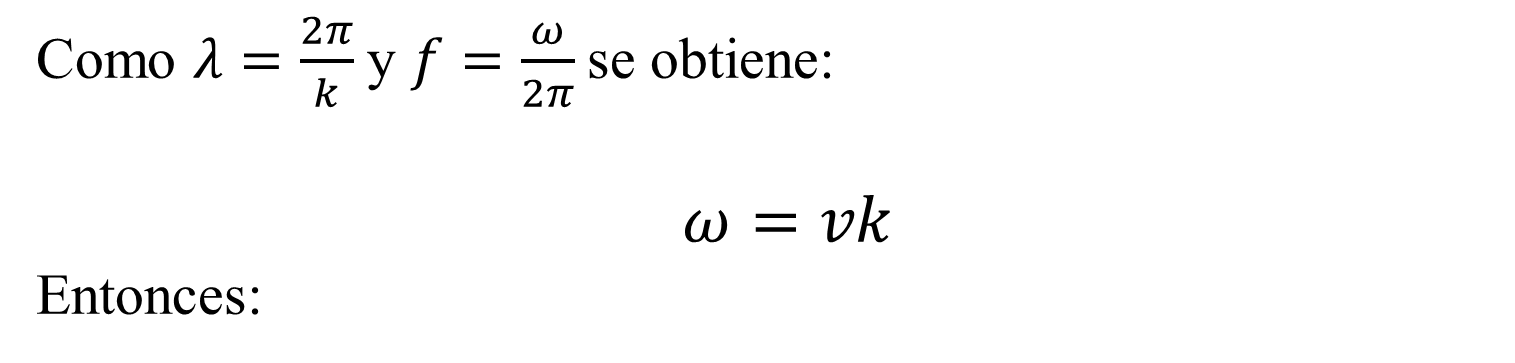 Como λ = 2π/k y f = ω/2π se obtiene:
ω = vk
Entonces: